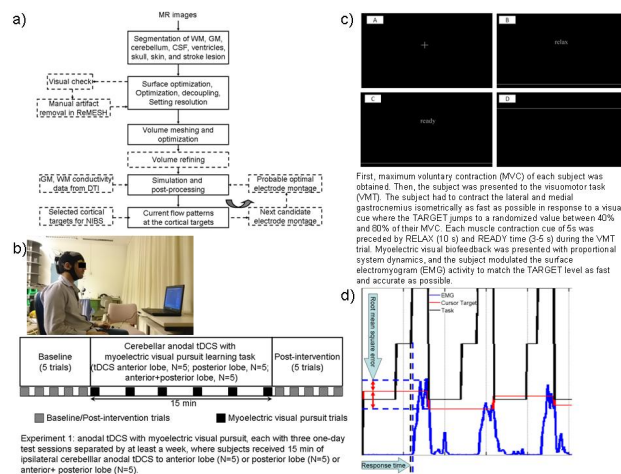 a)
MR images
Segmentation of WM, GM,
cerebellum, CSF, ventricles,
skull, skin, and stroke lesion
Visual check
Surface optimization,
Optimization, decoupling,
Setting resolution
Manual artifact
removal in ReMESH
Volume meshing and
optimization
Volume refining
GM, WM conductivity
data from DTI
Simulation and
post-processing
Probable optimal
electrode montage
Selected cortical
targets for NIBS
Current flow patterns
at the cortical targets
Next candidate
electrode montage
b)
Baseline
(5 trials)
Cerebellar anodal tDCS with
myoelectric visual pursuit learning task
(tDCS anterior lobe, N=5; posterior lobe, N=5;
anterior+posterior lobe, N=5)
Post-intervention
(5 trials)
15 min
Baseline/Post-intervention trials
Myoelectric visual pursuit trials
Experiment 1: anodal tDCS with myoelectric visual pursuit, each with three one-day
test sessions separated by at least a week, where subjects received 15 min of
ipsilateral cerebellar anodal tDCS to anterior lobe (N=5) or posterior lobe (N=5) or
anterior+ posterior lobe (N=5).
c)
A
B
relax
C
ready
D
First, maximum voluntary contraction (MVC) of each subject was
obtained. Then, the subject was presented to the visuomotor task
(VMT). The subject had to contract the lateral and medial
gastrocnemius isometrically as fast as possible in response to a visual
cue where the TARGET jumps to a randomized value between 40%
and 80% of their MVC. Each muscle contraction cue of 5s was
preceded by RELAX (10 s) and READY time (3-5 s) during the VMT
trial. Myoelectric visual biofeedback was presented with proportional
system dynamics, and the subject modulated the surface
electromyogram (EMG) activity to match the TARGET level as fast
and accurate as possible.
d)
EMG
Cursor Target
Task
Root mean square error
Response time